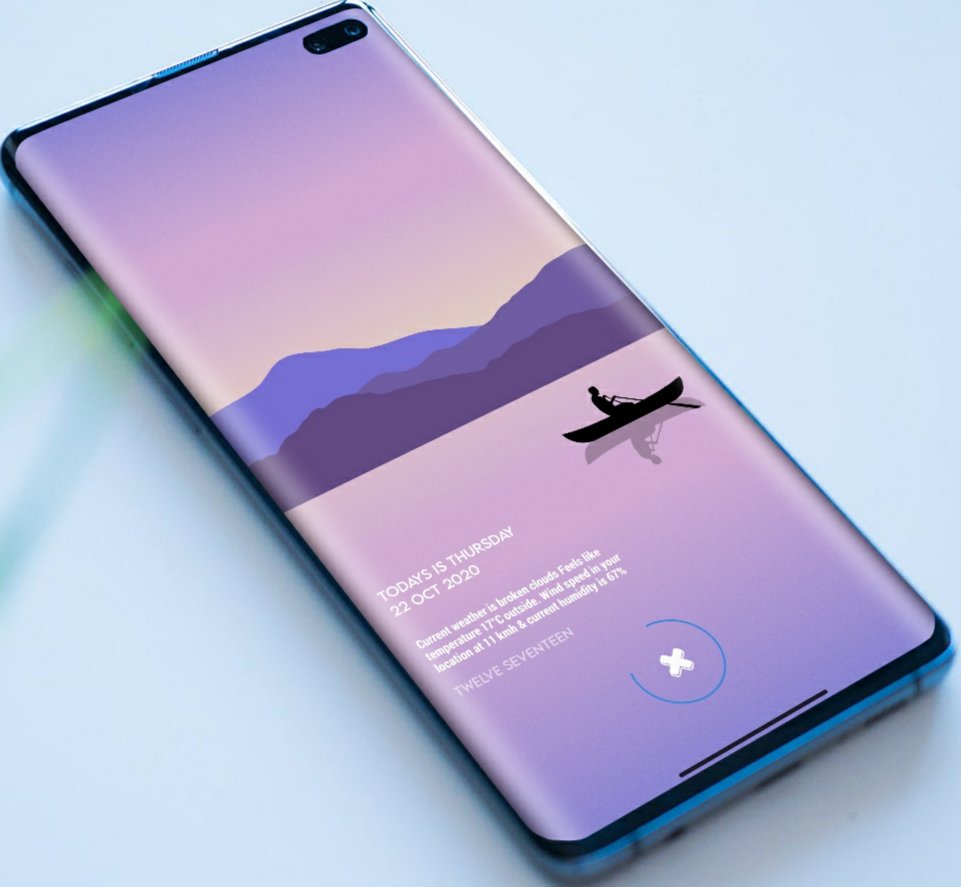 TODAYS IS THURSDAY
22 OCT 2020
Current weather is broken clouds Feels like
temperature 17°C outside. Wind speed in your
location at 11 kmh & current humidity is 67%
TWELVE SEVENTEEN